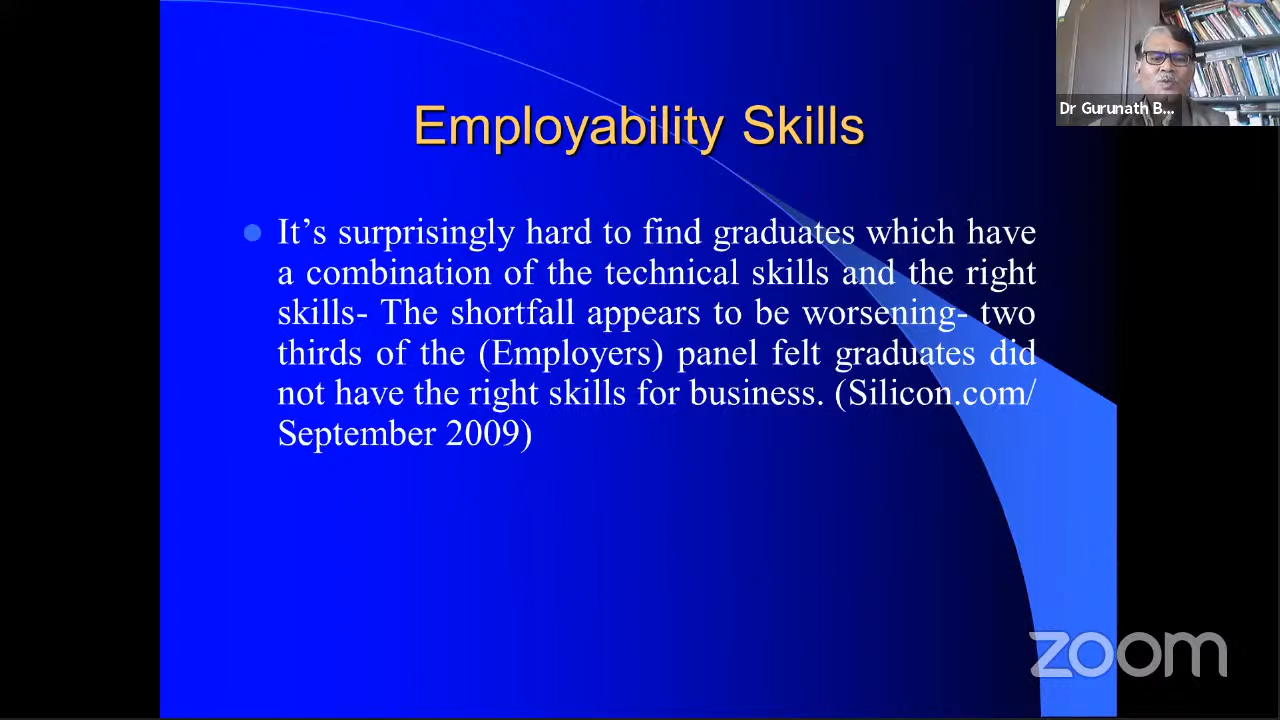 Employability Skills
It’s surprisingly hard to find graduates which have
a combination of the technical skills and the right
skills- The shortfall appears to be worsening- two
thirds of the (Employers) panel felt graduates did
not have the right skills for business. (Silicon.com/
September 2009)
Dr Gurunath B...
zoom